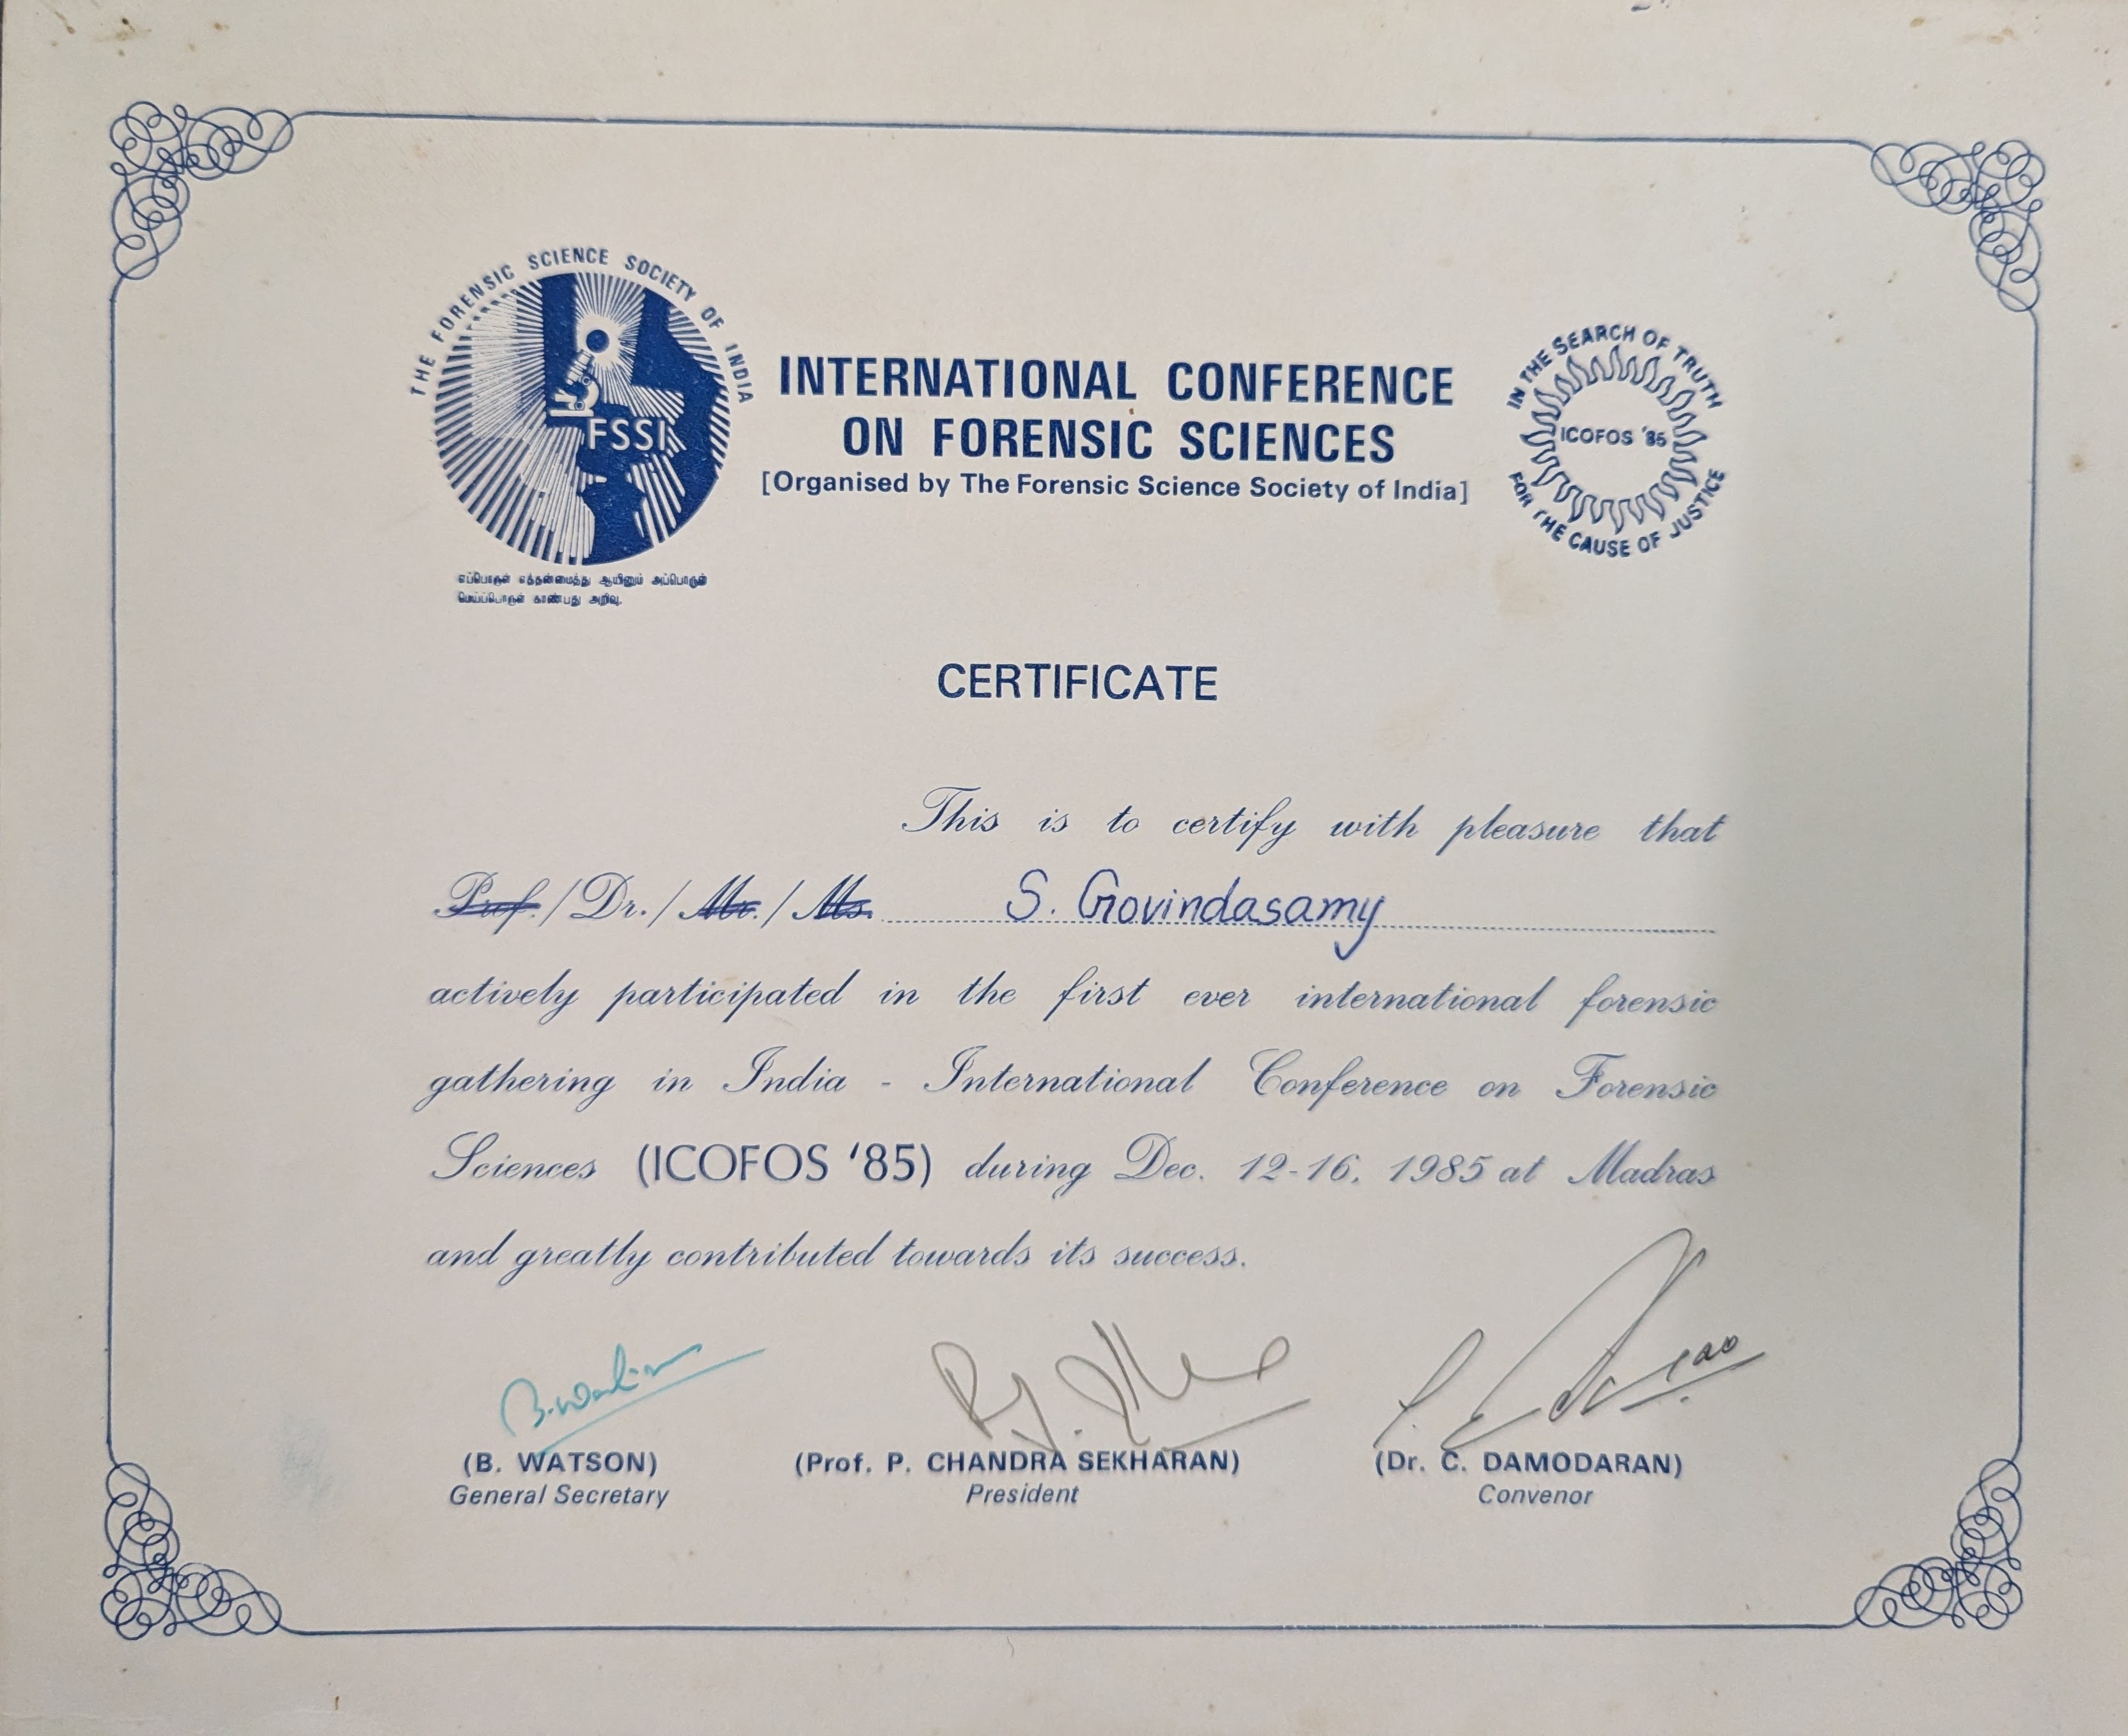 THE FORENSIC SCIENCE SOCIETY OF INDIA
FSSI
எப்பொருள் எத்தன்மைத்து ஆயினும் அப்பொருள்
மெய்ப்பொருள் காண்பது அறிவு.
INTERNATIONAL CONFERENCE
ON FORENSIC SCIENCES
[Organised by The Forensic Science Society of India]
IN THE SEARCH OF TRUTH
ICOFOS '85
FOR THE CAUSE OF JUSTICE
CERTIFICATE
This is to certify with pleasure that
Prof./Dr./Mr./Ms. S. Govindasamy
actively participated in the first ever international forensic
gathering in India - International Conference on Forensic
Sciences (ICOFOS '85) during Dec. 12-16, 1985 at Madras
and greatly contributed towards its success.
B. Watson
(B. WATSON)
General Secretary
(Prof. P. CHANDRA SEKHARAN)
President
(Dr. C. DAMODARAN)
Convenor